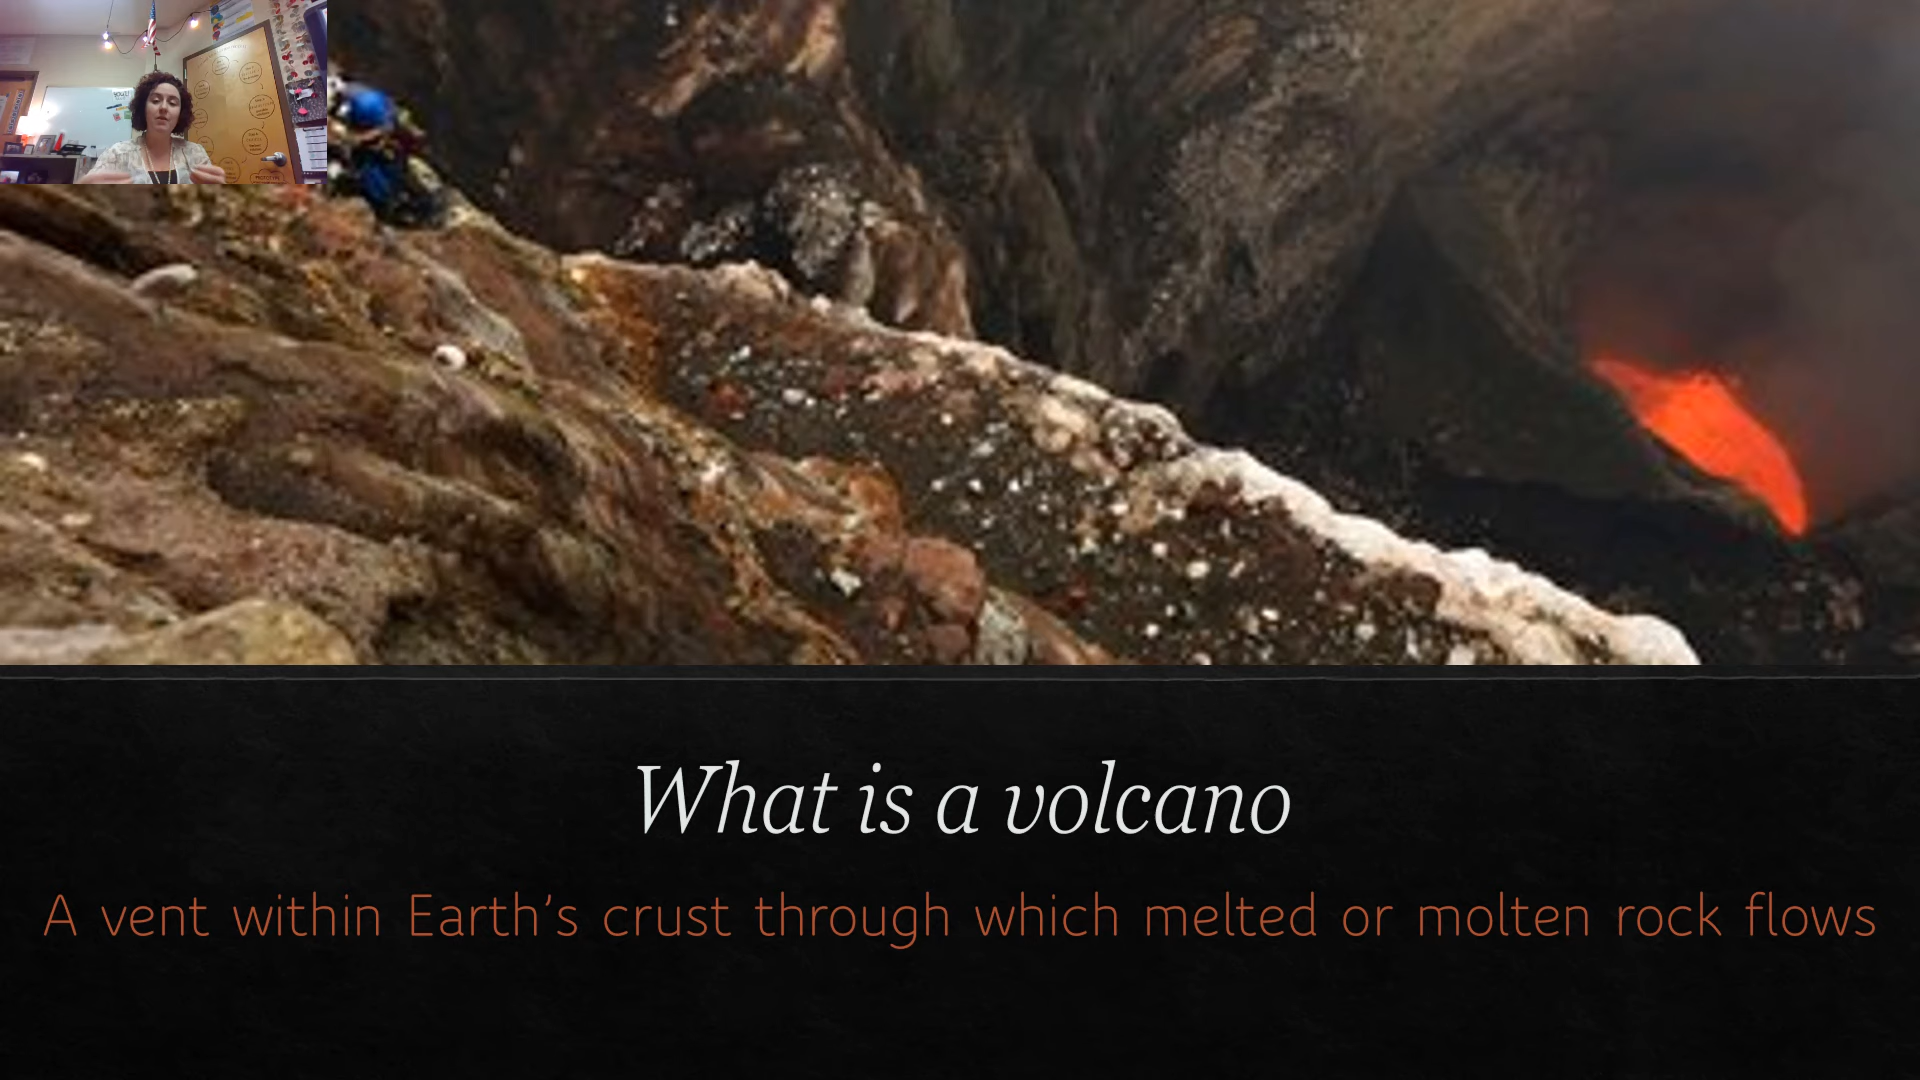 What is a volcano
A vent within Earth’s crust through which melted or molten rock flows